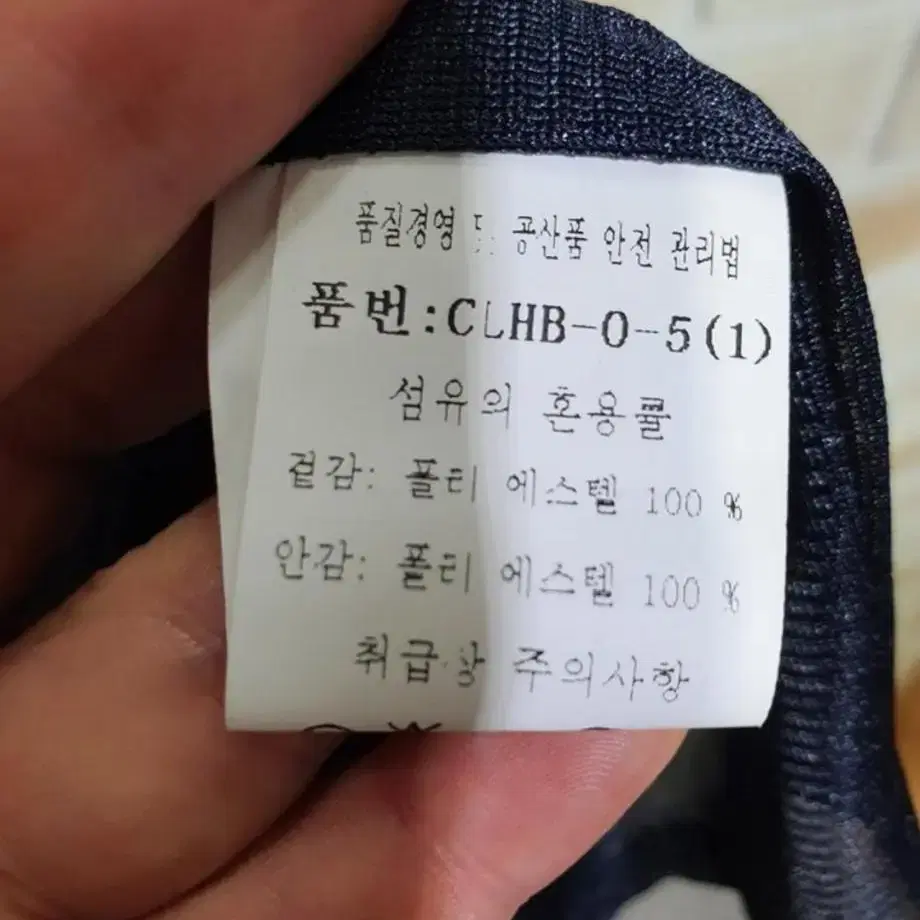 품질경영 및 공산품 안전 관리법
품번:CLHB-0-5(1)
섬유의 혼용률
겉감: 폴티 에스텔 100 %
안감: 폴티 에스텔 100 %
취급상 주의사항